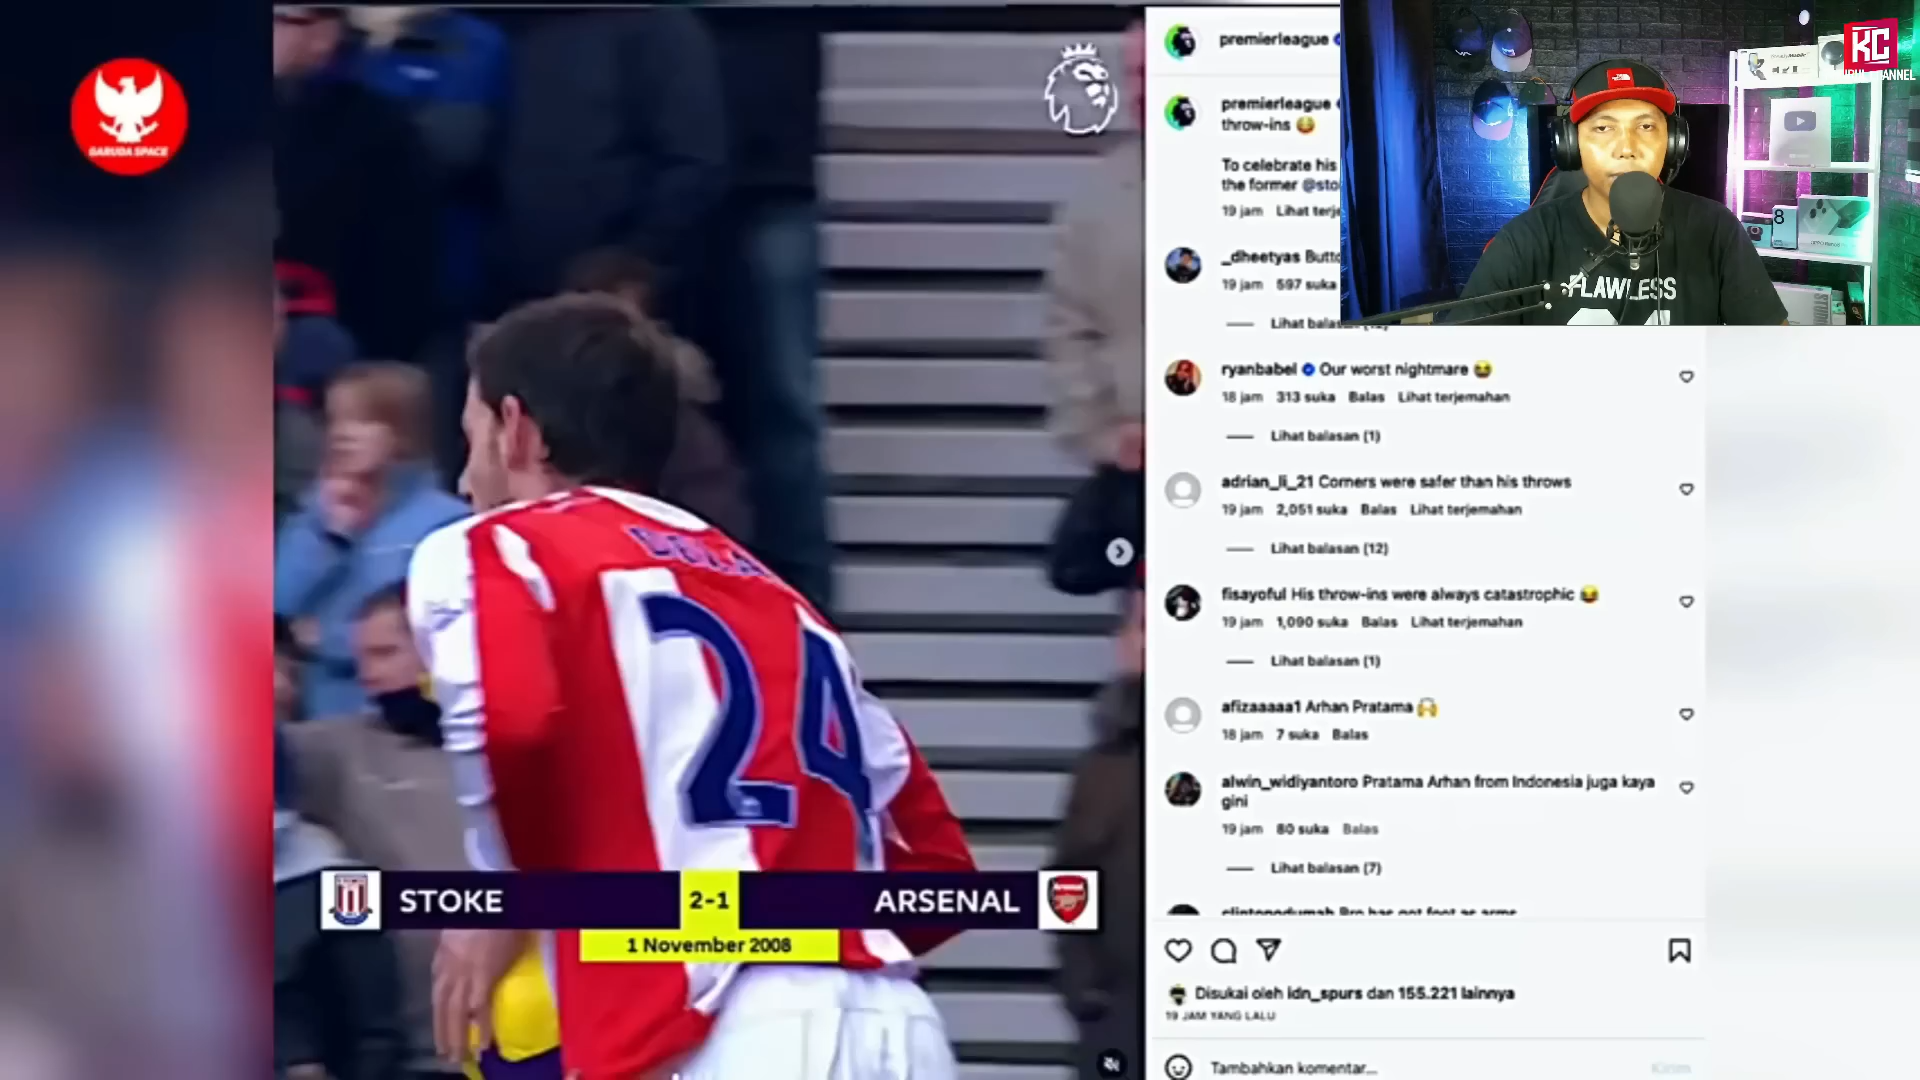 GARUDA SPACE
24
STOKE
2-1
ARSENAL
1 November 2008
premierleague
premierleague
throw-ins 😂
To celebrate his
the former @sto
19 jam
_dheetyas
19 jam 597 suka
ryanbabel Our worst nightmare 😂
18 jam 313 suka Balas Lihat terjemahan
Lihat balasan (1)
adrian_li_21 Corners were safer than his throws
19 jam 2,051 suka Balas Lihat terjemahan
Lihat balasan (12)
fisayoful His throw-ins were always catastrophic 😂
19 jam 1,090 suka Balas Lihat terjemahan
Lihat balasan (1)
afizaaaaa1 Arhan Pratama
18 jam 7 suka Balas
alwin_widiyantoro Pratama Arhan from Indonesia juga kaya
gini
19 jam 80 suka Balas
Lihat balasan (7)
Disukai oleh idn_spurs dan 155.221 lainnya
19 JAM YANG LALU
Tambahkan komentar...
Kirim
KC
FLAWLESS
8